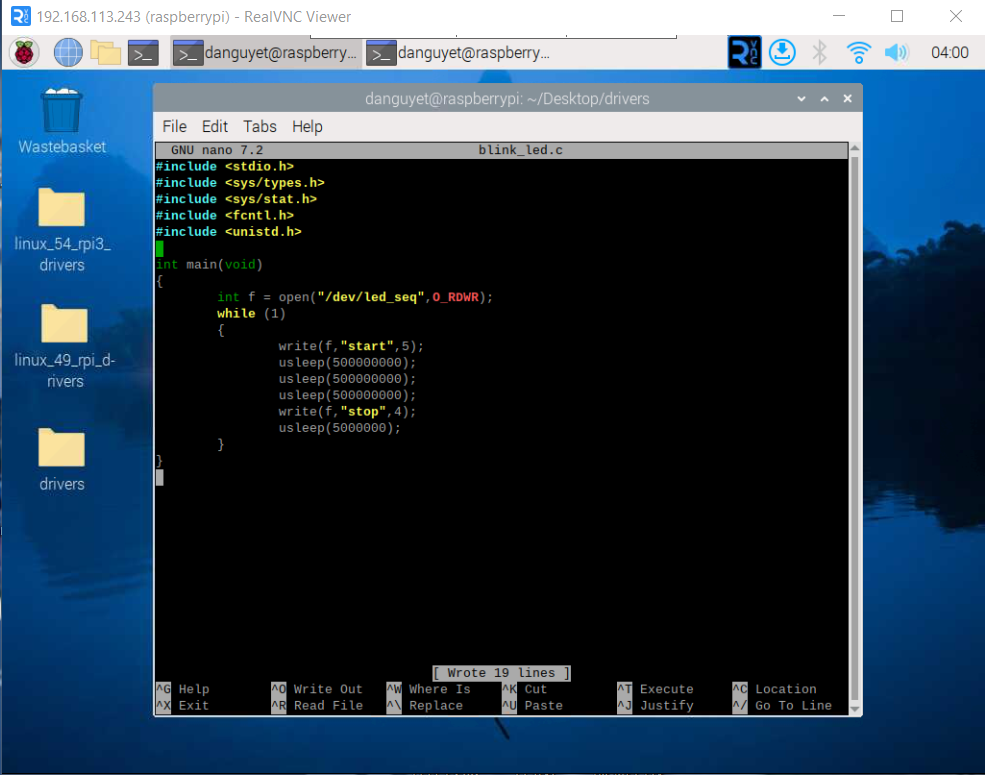 192.168.113.243 (raspberrypi) - RealVNC Viewer
danguyet@raspberry... danguyet@raspberry... 04:00
danguyet@raspberrypi: ~/Desktop/drivers
File Edit Tabs Help
GNU nano 7.2 blink_led.c
#include <stdio.h>
#include <sys/types.h>
#include <sys/stat.h>
#include <fcntl.h>
#include <unistd.h>
int main(void)
{
int f = open("/dev/led_seq",O_RDWR);
while (1)
{
write(f,"start",5);
usleep(500000000);
usleep(500000000);
usleep(500000000);
write(f,"stop",4);
usleep(5000000);
}
}
[ Wrote 19 lines ]
^G Help ^O Write Out ^W Where Is ^K Cut ^T Execute ^C Location
^X Exit ^R Read File ^\ Replace ^U Paste ^J Justify ^/ Go To Line
Wastebasket
linux_54_rpi3_
drivers
linux_49_rpi_d-
rivers
drivers